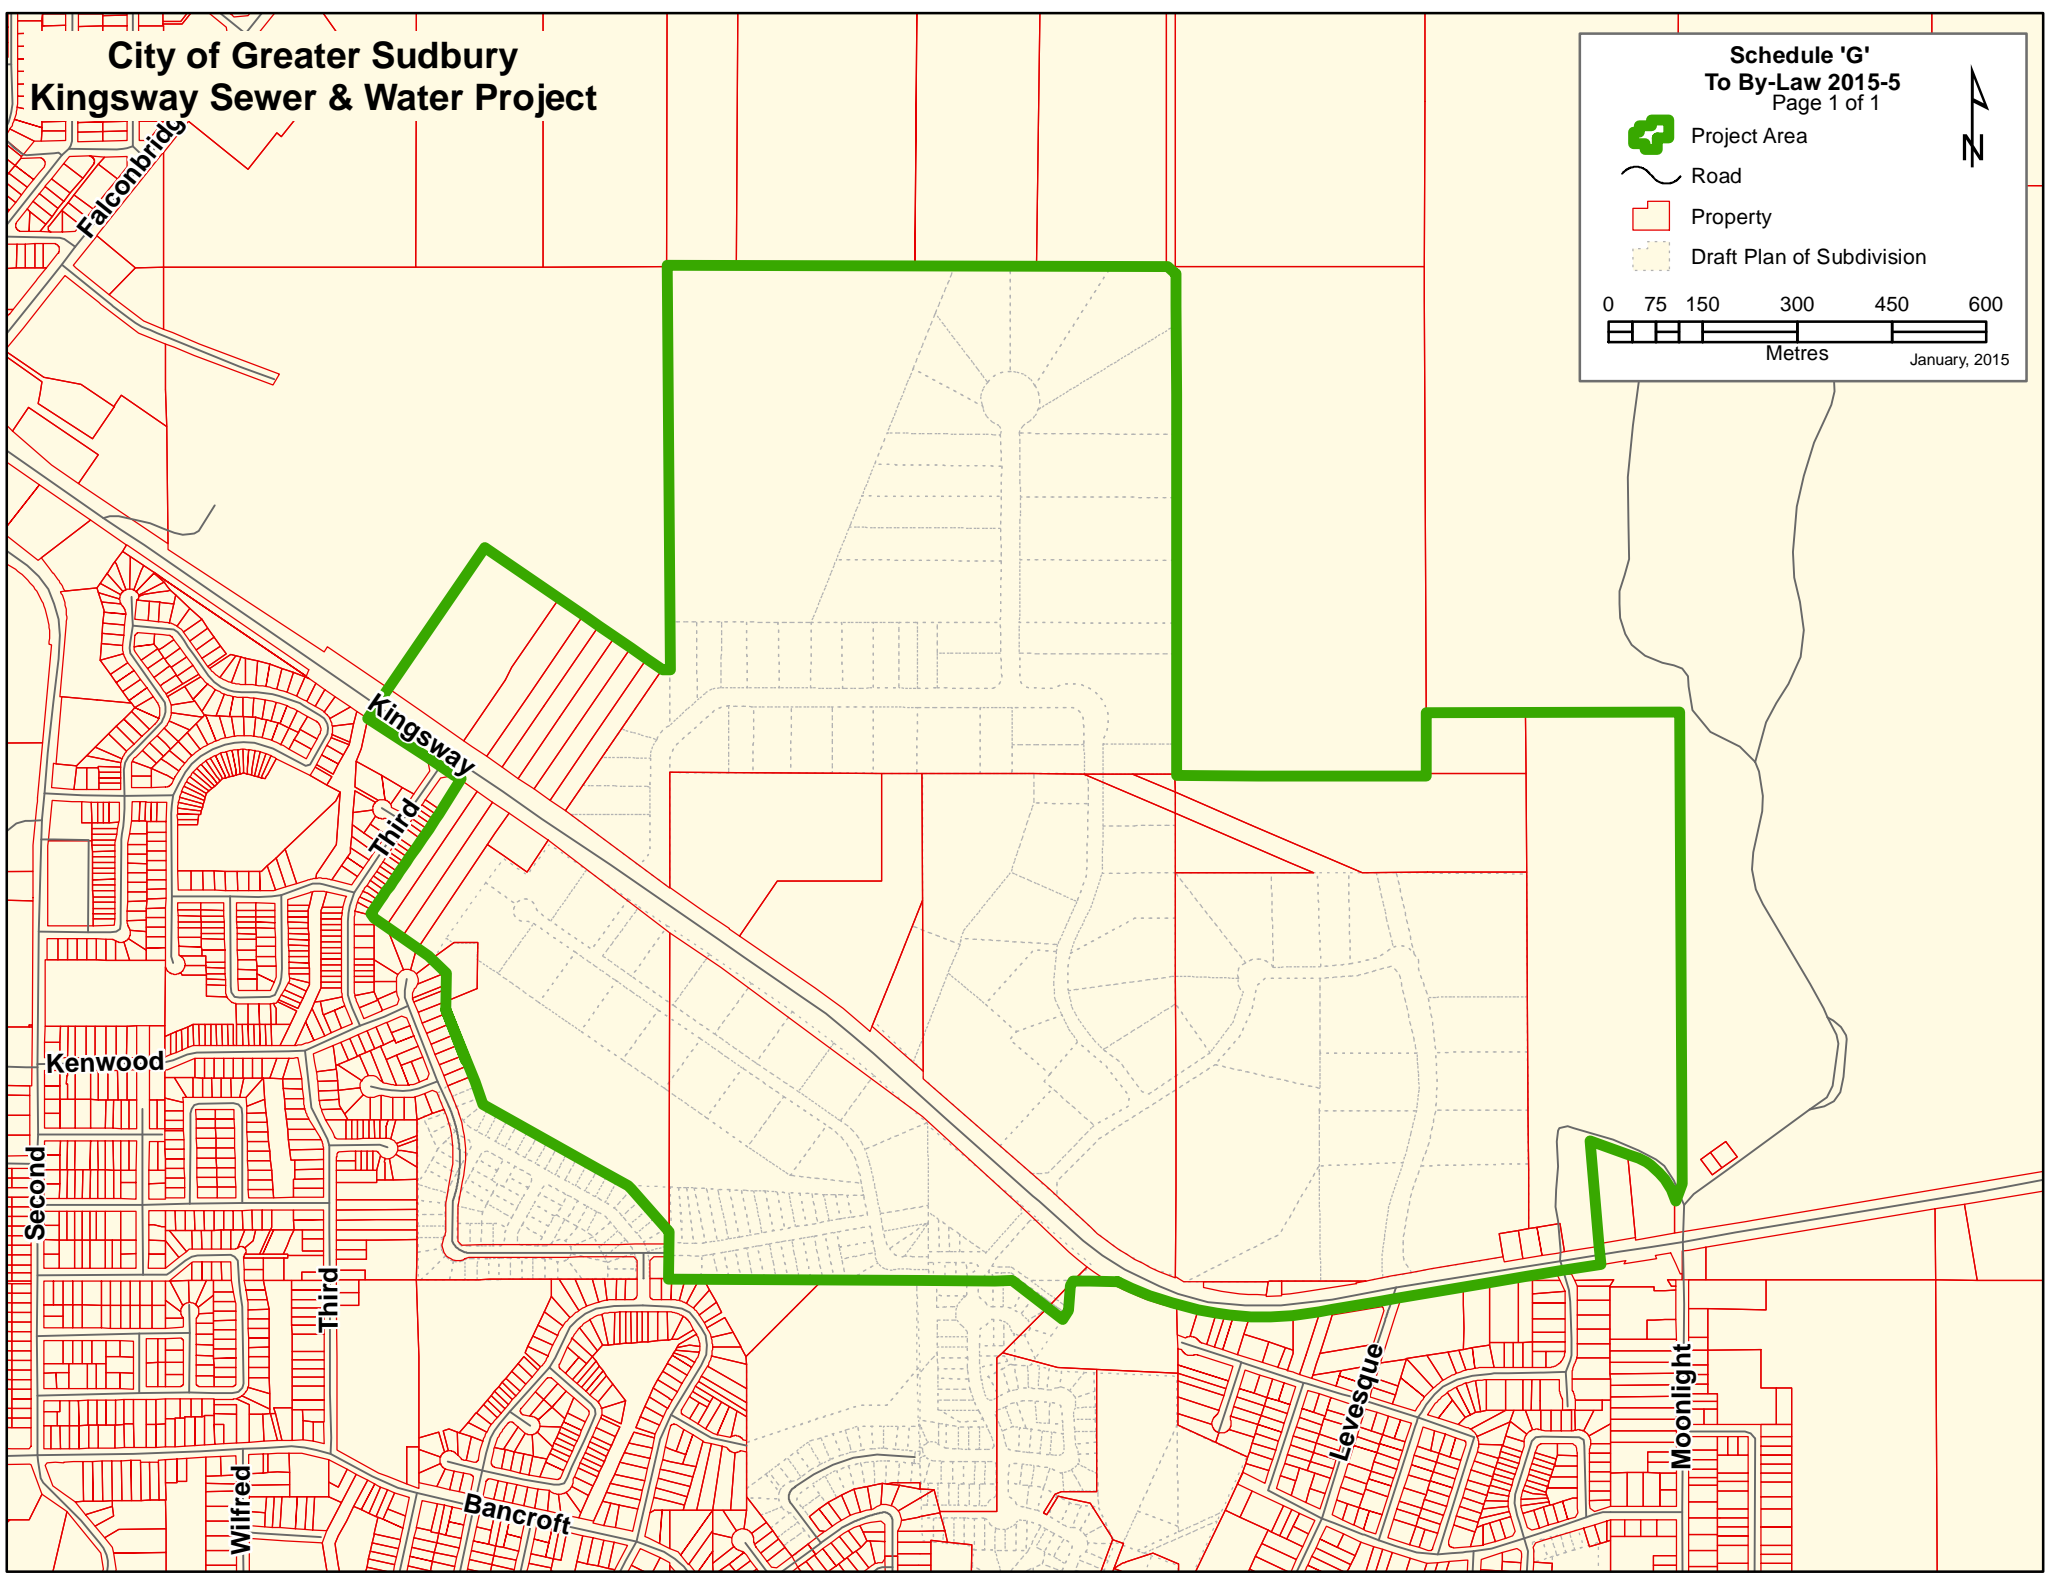 City of Greater Sudbury
Kingsway Sewer & Water Project
Schedule 'G'
To By-Law 2015-5
Page 1 of 1
Project Area
Road
Property
Draft Plan of Subdivision
N
0 75 150 300 450 600
Metres
January, 2015
Falconbridg
Kingsway
Third
Kenwood
Second
Third
Levesque
Moonlight
Wilfred
Bancroft